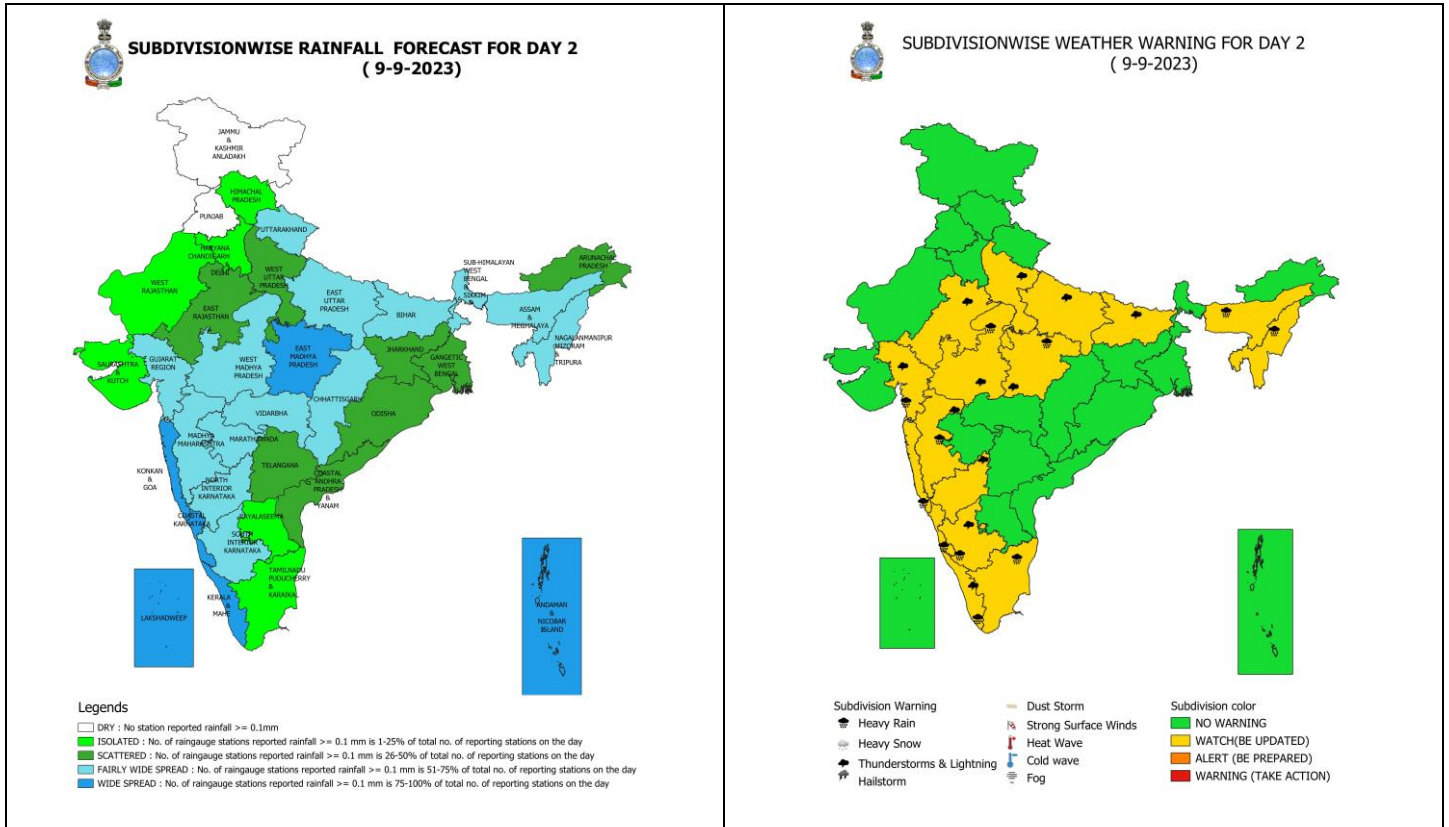 SUBDIVISIONWISE RAINFALL FORECAST FOR DAY 2
( 9-9-2023)
JAMMU
&
KASHMIR
ANLADAKH
HIMACHAL
PRADESH
PUNJAB
UTTARAKHAND
HARYANA
CHANDIGARH &
DELHI
WEST
RAJASTHAN
WEST
UTTAR
PRADESH
SUB-HIMALAYAN
WEST
BENGAL
&
SIKKIM
ARUNACHAL
PRADESH
EAST
RAJASTHAN
EAST
UTTAR
PRADESH
BIHAR
ASSAM
&
MEGHALAYA
NAGALANMANIPUR
MIZORAM
&
TRIPURA
SAURASHTRA
&
KUTCH
GUJARAT
REGION
WEST
MADHYA
PRADESH
EAST
MADHYA
PRADESH
JHARKHAND
GANGETIC
WEST
BENGAL
CHHATTISGARH
ODISHA
VIDARBHA
MADHYA
MAHARASHTRA
MARATHAWADA
KONKAN
&
GOA
TELANGANA
COASTAL
ANDHRA
PRADESH
&
YANAM
NORTH
INTERIOR
KARNATAKA
COASTAL
KARNATAKA
RAYALASEEMA
SOUTH
INTERIOR
KARNATAKA
TAMILNADU
PUDUCHERRY
&
KARAIKAL
KERALA
&
MAHE
LAKSHADWEEP
ANDAMAN
&
NICOBAR
ISLAND
Legends
DRY : No station reported rainfall >= 0.1mm
ISOLATED : No. of raingauge stations reported rainfall >= 0.1 mm is 1-25% of total no. of reporting stations on the day
SCATTERED : No. of raingauge stations reported rainfall >= 0.1 mm is 26-50% of total no. of reporting stations on the day
FAIRLY WIDE SPREAD : No. of raingauge stations reported rainfall >= 0.1 mm is 51-75% of total no. of reporting stations on the day
WIDE SPREAD : No. of raingauge stations reported rainfall >= 0.1 mm is 75-100% of total no. of reporting stations on the day
SUBDIVISIONWISE WEATHER WARNING FOR DAY 2
( 9-9-2023)
Subdivision Warning
Heavy Rain
Heavy Snow
Thunderstorms & Lightning
Hailstorm
Dust Storm
Strong Surface Winds
Heat Wave
Cold wave
Fog
Subdivision color
NO WARNING
WATCH(BE UPDATED)
ALERT (BE PREPARED)
WARNING (TAKE ACTION)